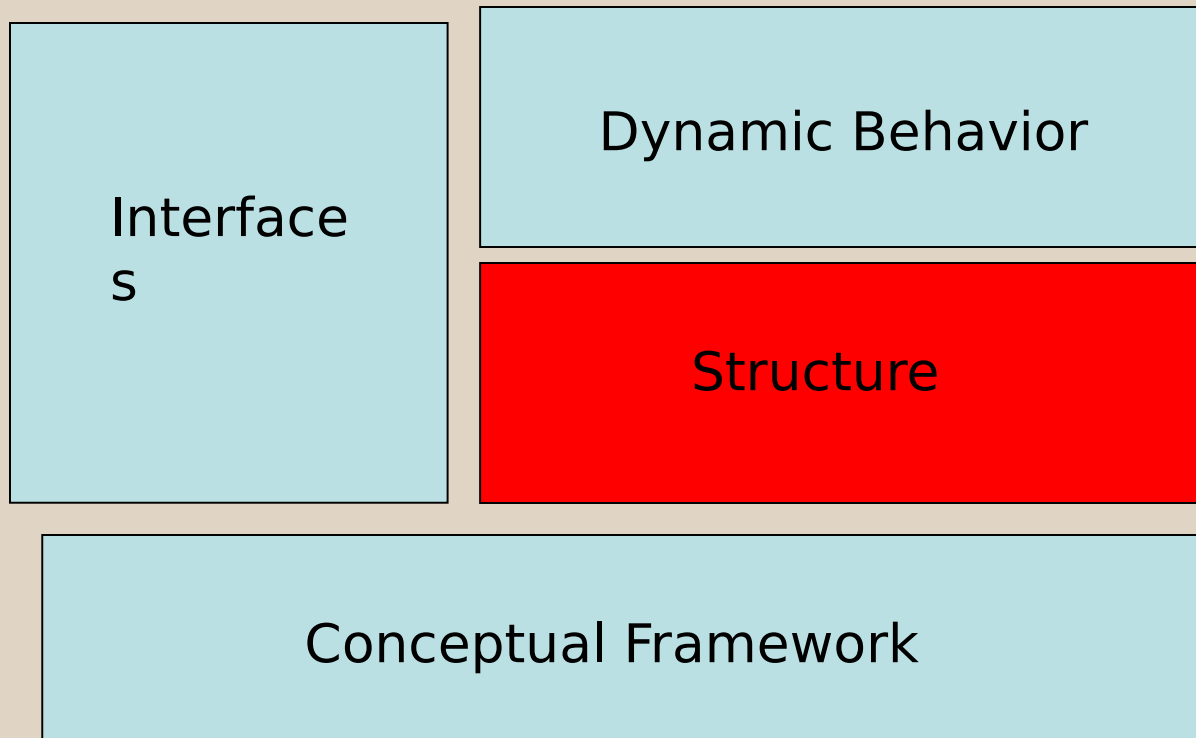 Interface
s
Dynamic Behavior
Structure
Conceptual Framework